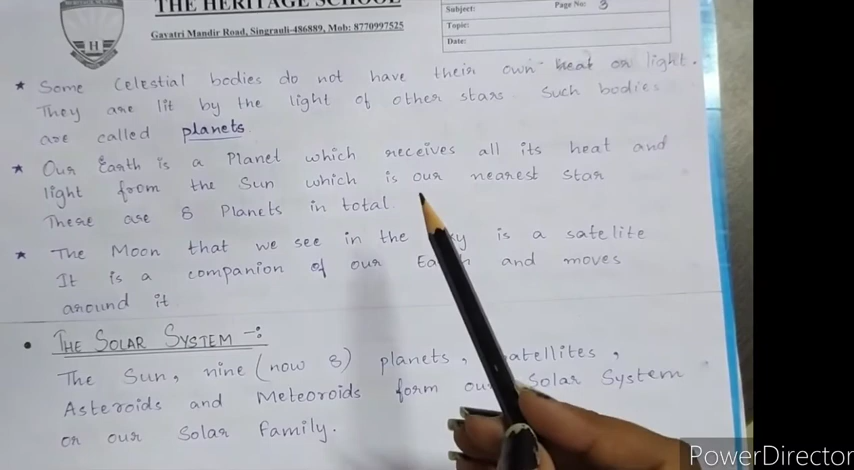 THE HERITAGE SCHOOL
Gayatri Mandir Road, Singrauli-486889, Mob: 8770997525
Subject:
Page No: 3
Topic:
Date:
H
* Some Celestial bodies do not have their own heat or light.
They are lit by the light of other stars. Such bodies
are called planets.
* Our Earth is a Planet which receives all its heat and
light from the Sun which is our nearest star
There are 8 Planets in total.
* The Moon that we see in the sky is a satelite
It is a companion of our Earth and moves
around it
• THE SOLAR SYSTEM -:
The Sun, nine (now 8) planets, satellites,
Asteroids and Meteoroids form our Solar System
or our Solar Family.
PowerDirector